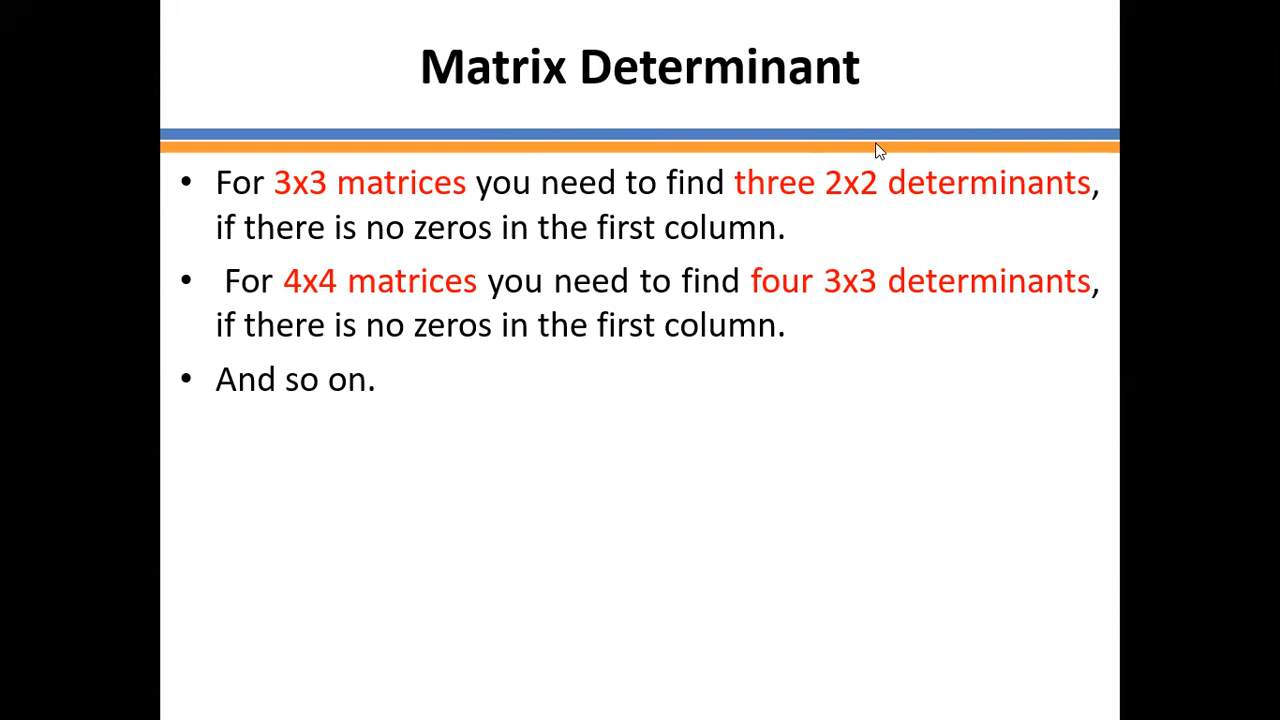 Matrix Determinant
• For 3x3 matrices you need to find three 2x2 determinants,
if there is no zeros in the first column.
• For 4x4 matrices you need to find four 3x3 determinants,
if there is no zeros in the first column.
• And so on.